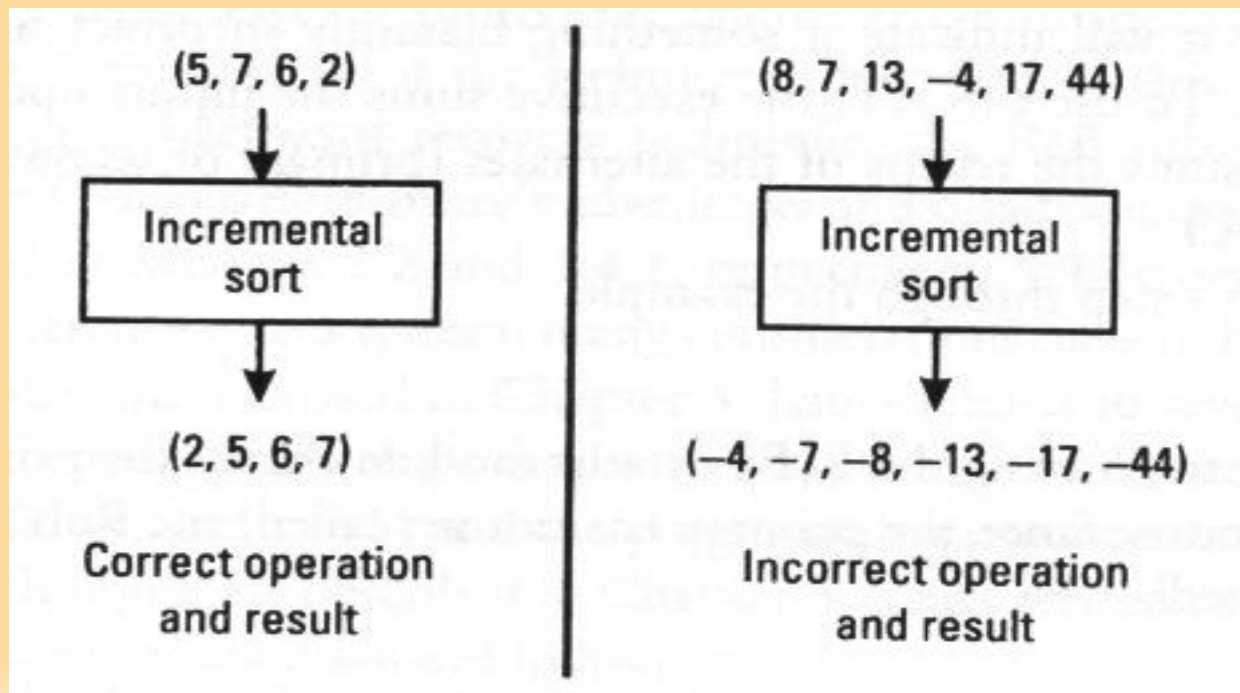 (5, 7, 6, 2)
Incremental
sort
(2, 5, 6, 7)
Correct operation
and result
(8, 7, 13, –4, 17, 44)
Incremental
sort
(–4, –7, –8, –13, –17, –44)
Incorrect operation
and result